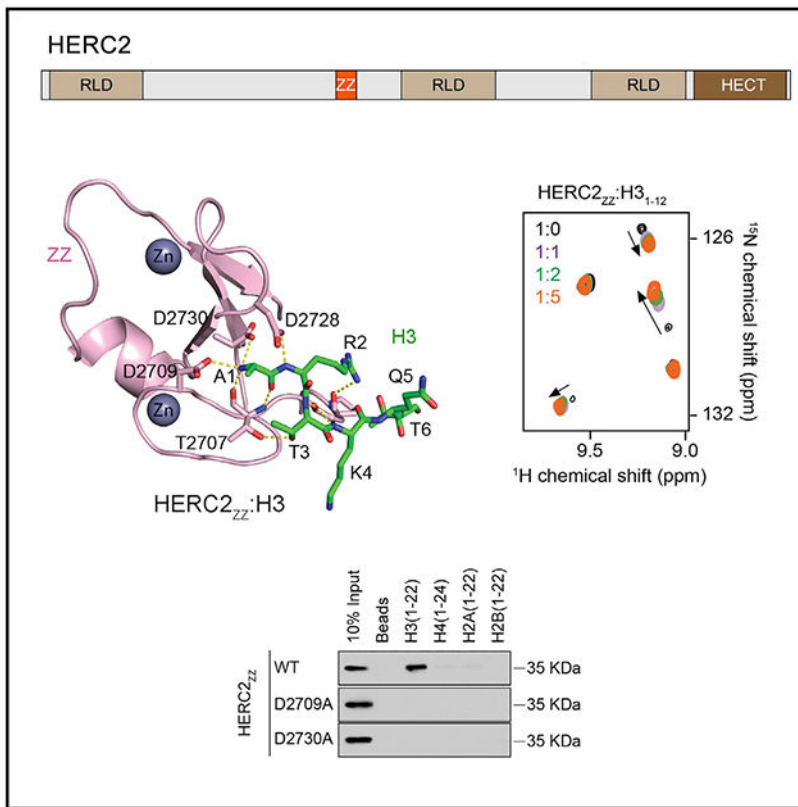 HERC2
RLD ZZ RLD RLD HECT
ZZ
Zn
D2730 D2728
R2 H3
D2709 A1
Q5
Zn
T2707 T3 T6
K4
HERC2ZZ:H3
HERC2ZZ:H31-12
1:0
1:1
1:2
1:5
126
132
15N chemical shift (ppm)
9.5 9.0
1H chemical shift (ppm)
10% Input
Beads
H3(1-22)
H4(1-24)
H2A(1-22)
H2B(1-22)
HERC2ZZ
WT 35 KDa
D2709A 35 KDa
D2730A 35 KDa